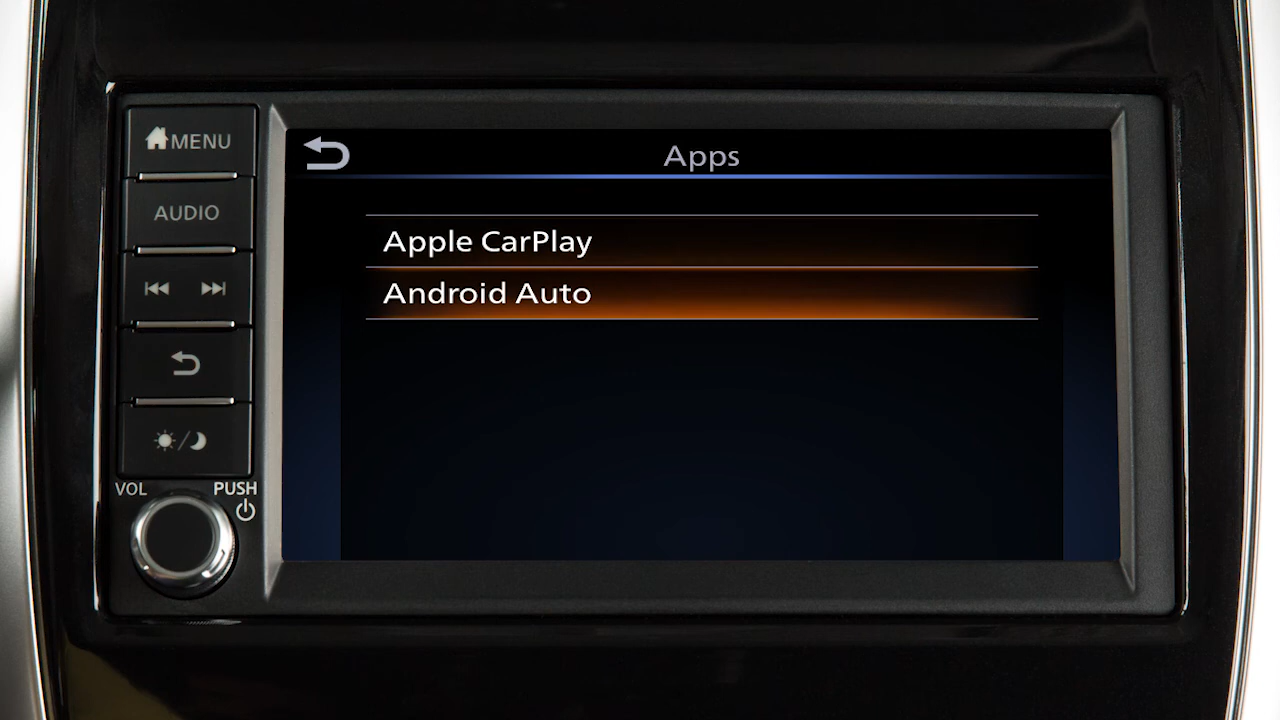 MENU
AUDIO
VOL
PUSH
Apps
Apple CarPlay
Android Auto